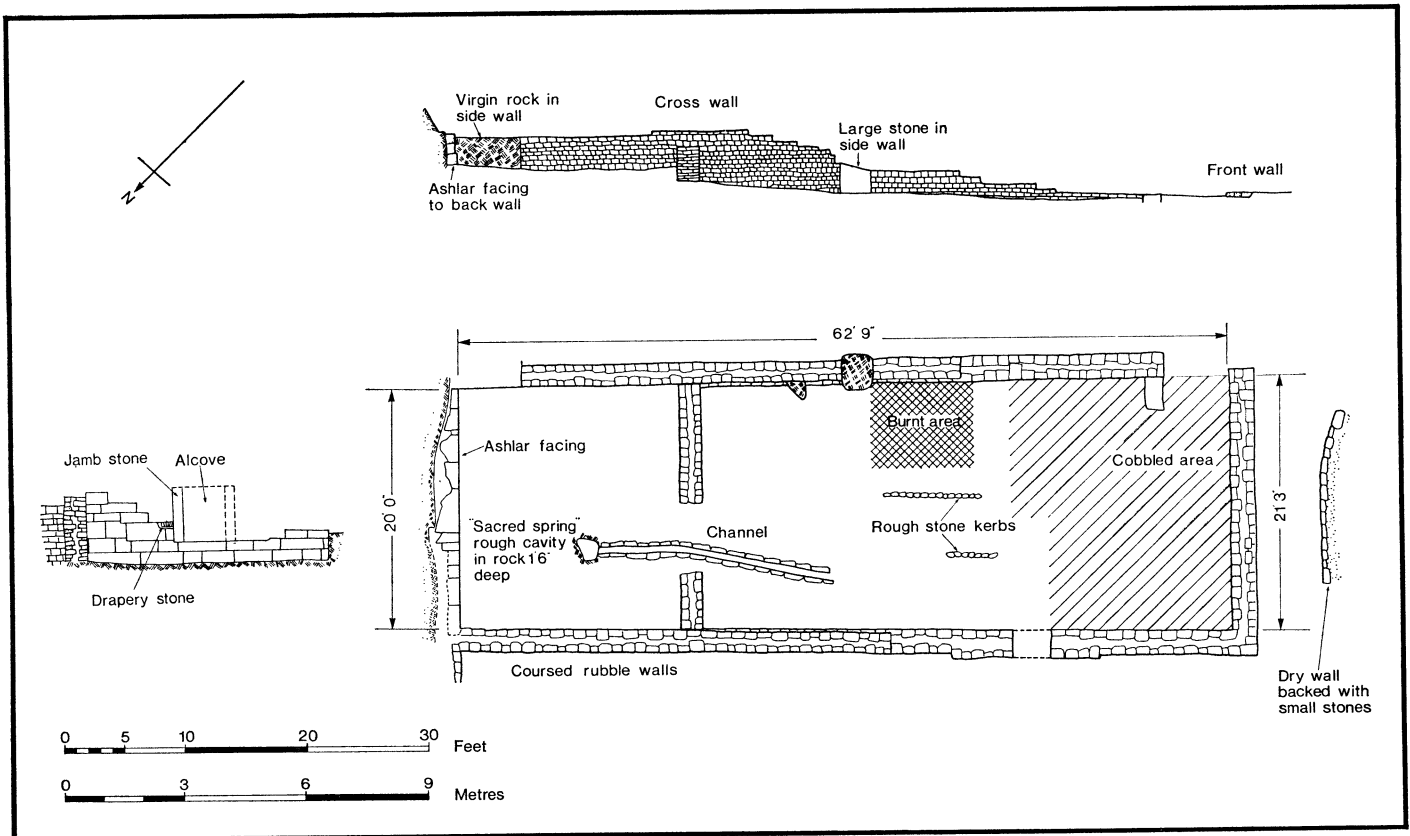 Virgin rock in
side wall
Cross wall
Large stone in
side wall
Front wall
N
Ashlar facing
to back wall
62' 9"
Burnt area
Ashlar facing
Cobbled area
Jamb stone
Alcove
20' 0"
21' 3"
Rough stone kerbs
"Sacred spring"
rough cavity
in rock 1'6"
deep
Channel
Drapery stone
Coursed rubble walls
Dry wall
backed with
small stones
0 5 10 20 30
Feet
0 3 6 9
Metres